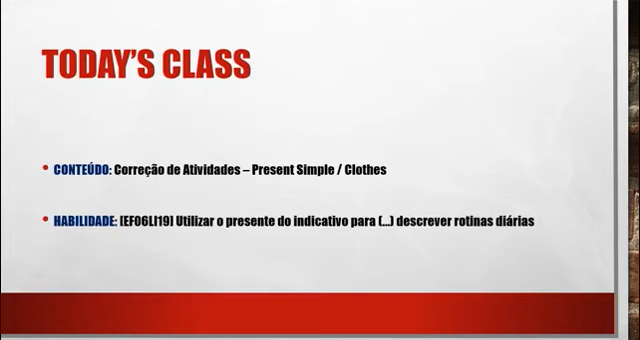 TODAY'S CLASS
• CONTEÚDO: Correção de Atividades – Present Simple / Clothes
• HABILIDADE: [EF06LI19] Utilizar o presente do indicativo para (...) descrever rotinas diárias